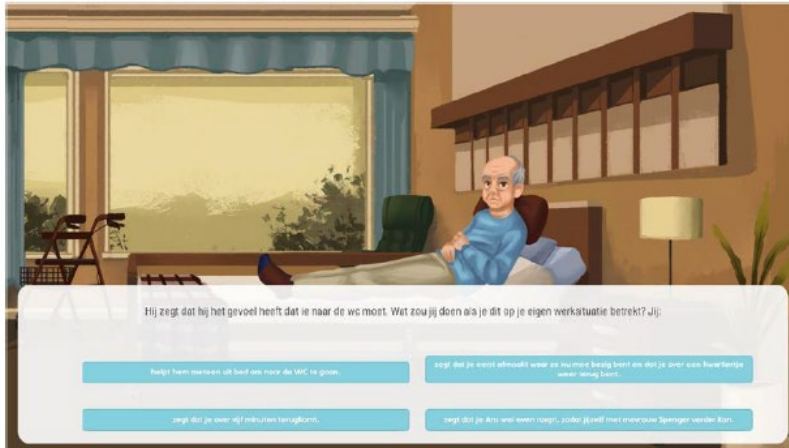 Hij zegt dat hij het gevoel heeft dat ie naar de wc moet. Wat zou jij doen als je dit op je eigen werksituatie betrekt? Jij:
helpt hem meteen uit bed om naar de WC te gaan.
zegt dat je eerst afmaakt waar je nu mee bezig bent en dat je over een kwartiertje
weer terug bent.
zegt dat je over vijf minuten terugkomt.
zegt dat je Ans wel even roept, zodat jijzelf met mevrouw Spenger verder kan.